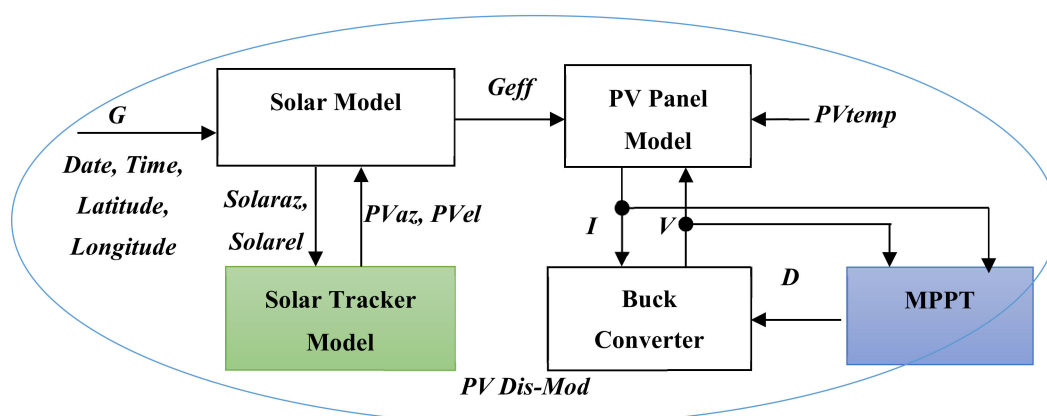 G
Date, Time,
Latitude,
Longitude
Solar Model
Geff
PV Panel
Model
PVtemp
Solaraz,
Solarel
PVaz, PVel
I
V
Solar Tracker
Model
Buck
Converter
D
MPPT
PV Dis-Mod